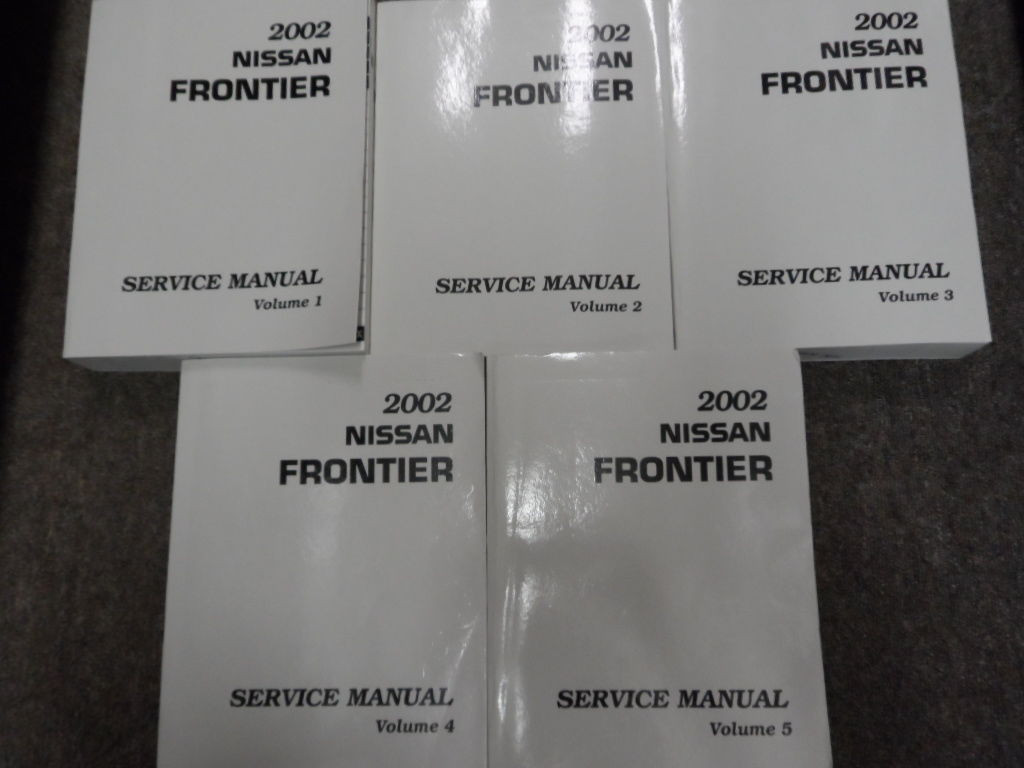 2002
NISSAN
FRONTIER
SERVICE MANUAL
Volume 1
2002
NISSAN
FRONTIER
SERVICE MANUAL
Volume 2
2002
NISSAN
FRONTIER
SERVICE MANUAL
Volume 3
2002
NISSAN
FRONTIER
SERVICE MANUAL
Volume 4
2002
NISSAN
FRONTIER
SERVICE MANUAL
Volume 5